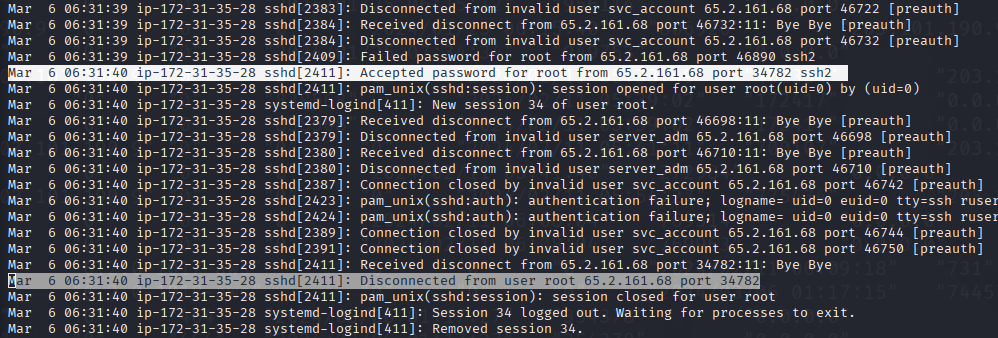 Mar  6 06:31:39 ip-172-31-35-28 sshd[2383]: Disconnected from invalid user svc_account 65.2.161.68 port 46722 [preauth]
Mar  6 06:31:39 ip-172-31-35-28 sshd[2384]: Received disconnect from 65.2.161.68 port 46732:11: Bye Bye [preauth]
Mar  6 06:31:39 ip-172-31-35-28 sshd[2384]: Disconnected from invalid user svc_account 65.2.161.68 port 46732 [preauth]
Mar  6 06:31:39 ip-172-31-35-28 sshd[2409]: Failed password for root from 65.2.161.68 port 46890 ssh2
Mar  6 06:31:40 ip-172-31-35-28 sshd[2411]: Accepted password for root from 65.2.161.68 port 34782 ssh2
Mar  6 06:31:40 ip-172-31-35-28 sshd[2411]: pam_unix(sshd:session): session opened for user root(uid=0) by (uid=0)
Mar  6 06:31:40 ip-172-31-35-28 systemd-logind[411]: New session 34 of user root.
Mar  6 06:31:40 ip-172-31-35-28 sshd[2379]: Received disconnect from 65.2.161.68 port 46698:11: Bye Bye [preauth]
Mar  6 06:31:40 ip-172-31-35-28 sshd[2379]: Disconnected from invalid user server_adm 65.2.161.68 port 46698 [preauth]
Mar  6 06:31:40 ip-172-31-35-28 sshd[2380]: Received disconnect from 65.2.161.68 port 46710:11: Bye Bye [preauth]
Mar  6 06:31:40 ip-172-31-35-28 sshd[2380]: Disconnected from invalid user server_adm 65.2.161.68 port 46710 [preauth]
Mar  6 06:31:40 ip-172-31-35-28 sshd[2387]: Connection closed by invalid user svc_account 65.2.161.68 port 46742 [preauth]
Mar  6 06:31:40 ip-172-31-35-28 sshd[2423]: pam_unix(sshd:auth): authentication failure; logname= uid=0 euid=0 tty=ssh ruser
Mar  6 06:31:40 ip-172-31-35-28 sshd[2424]: pam_unix(sshd:auth): authentication failure; logname= uid=0 euid=0 tty=ssh ruser
Mar  6 06:31:40 ip-172-31-35-28 sshd[2389]: Connection closed by invalid user svc_account 65.2.161.68 port 46744 [preauth]
Mar  6 06:31:40 ip-172-31-35-28 sshd[2391]: Connection closed by invalid user svc_account 65.2.161.68 port 46750 [preauth]
Mar  6 06:31:40 ip-172-31-35-28 sshd[2411]: Received disconnect from 65.2.161.68 port 34782:11: Bye Bye
Mar  6 06:31:40 ip-172-31-35-28 sshd[2411]: Disconnected from user root 65.2.161.68 port 34782
Mar  6 06:31:40 ip-172-31-35-28 sshd[2411]: pam_unix(sshd:session): session closed for user root
Mar  6 06:31:40 ip-172-31-35-28 systemd-logind[411]: Session 34 logged out. Waiting for processes to exit.
Mar  6 06:31:40 ip-172-31-35-28 systemd-logind[411]: Removed session 34.